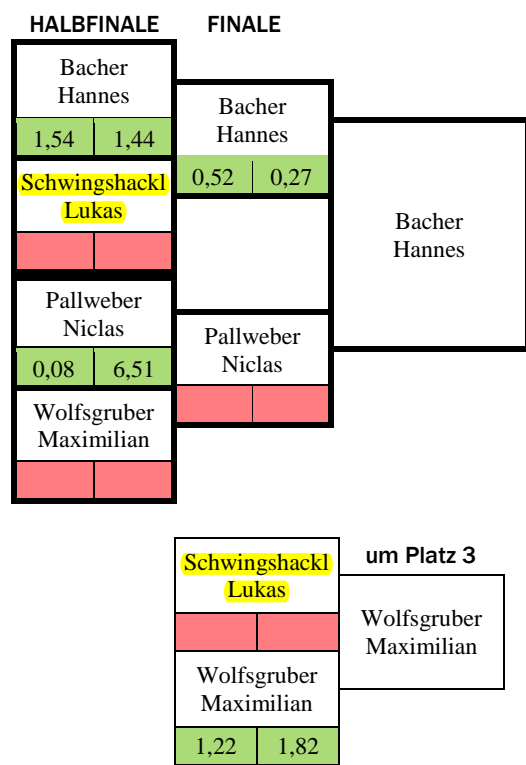 HALBFINALE FINALE
Bacher
Hannes
1,54 1,44
Schwingshackl
Lukas
Pallweber
Niclas
0,08 6,51
Wolfsgruber
Maximilian
Bacher
Hannes
0,52 0,27
Pallweber
Niclas
Bacher
Hannes
Schwingshackl
Lukas
Wolfsgruber
Maximilian
1,22 1,82
um Platz 3
Wolfsgruber
Maximilian